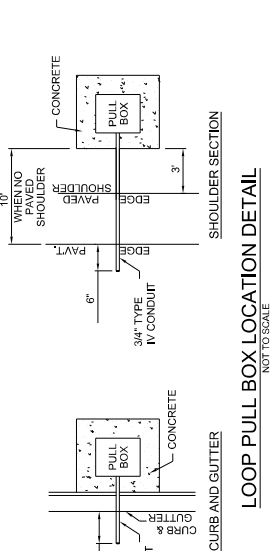 10'
WHEN NO
PAVED
SHOULDER
CONCRETE
PULL
BOX
PAVED
SHOULDER
EDGE
3'
PAV'T.
EDGE
6"
3/4" TYPE
IV CONDUIT
SHOULDER SECTION
PULL
BOX
CONCRETE
CURB &
GUTTER
CURB AND GUTTER
LOOP PULL BOX LOCATION DETAIL
NOT TO SCALE